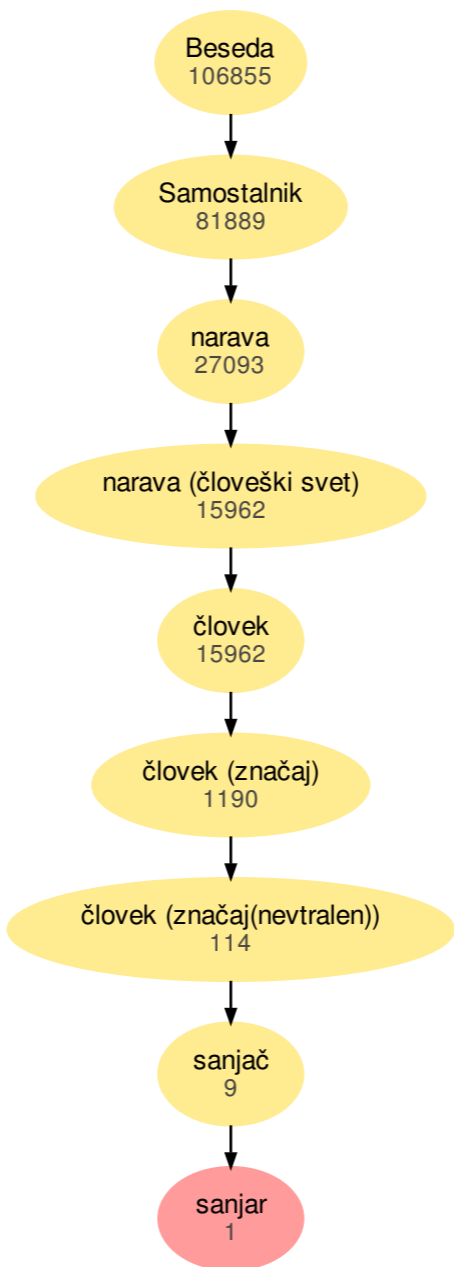 Beseda
106855
Samostalnik
81889
narava
27093
narava (človeški svet)
15962
človek
15962
človek (značaj)
1190
človek (značaj(nevtralen))
114
sanjač
9
sanjar
1